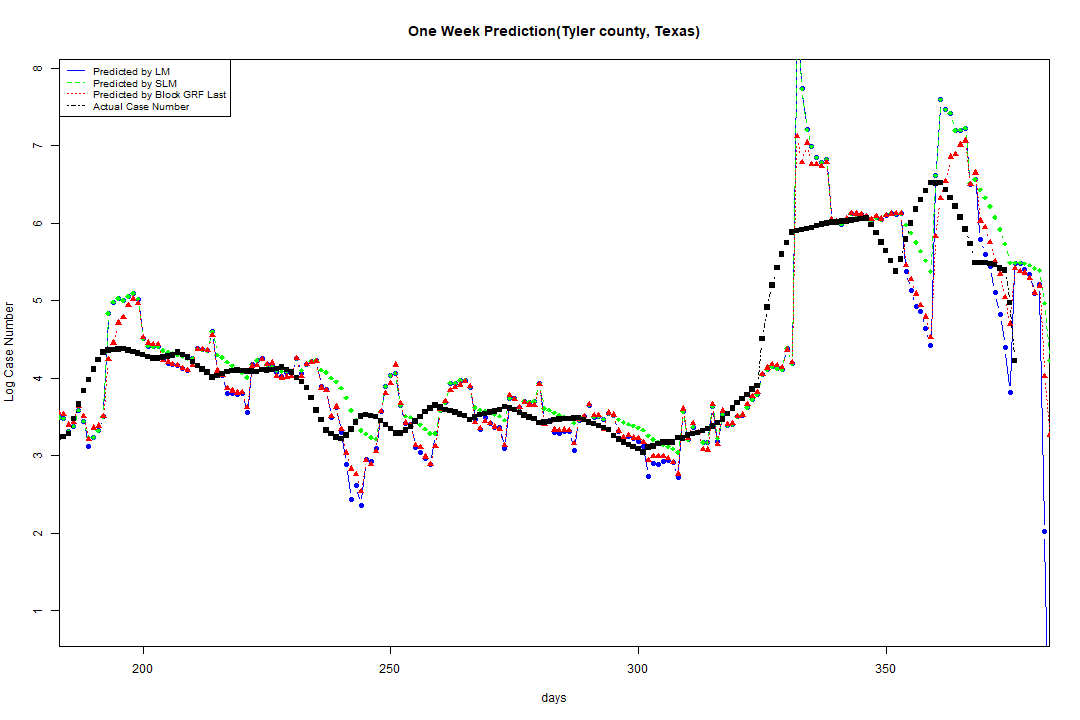 One Week Prediction(Tyler county, Texas)
Predicted by LM
Predicted by SLM
Predicted by Block GRF Last
Actual Case Number
8
7
6
5
4
3
2
1
Log Case Number
200 250 300 350
days